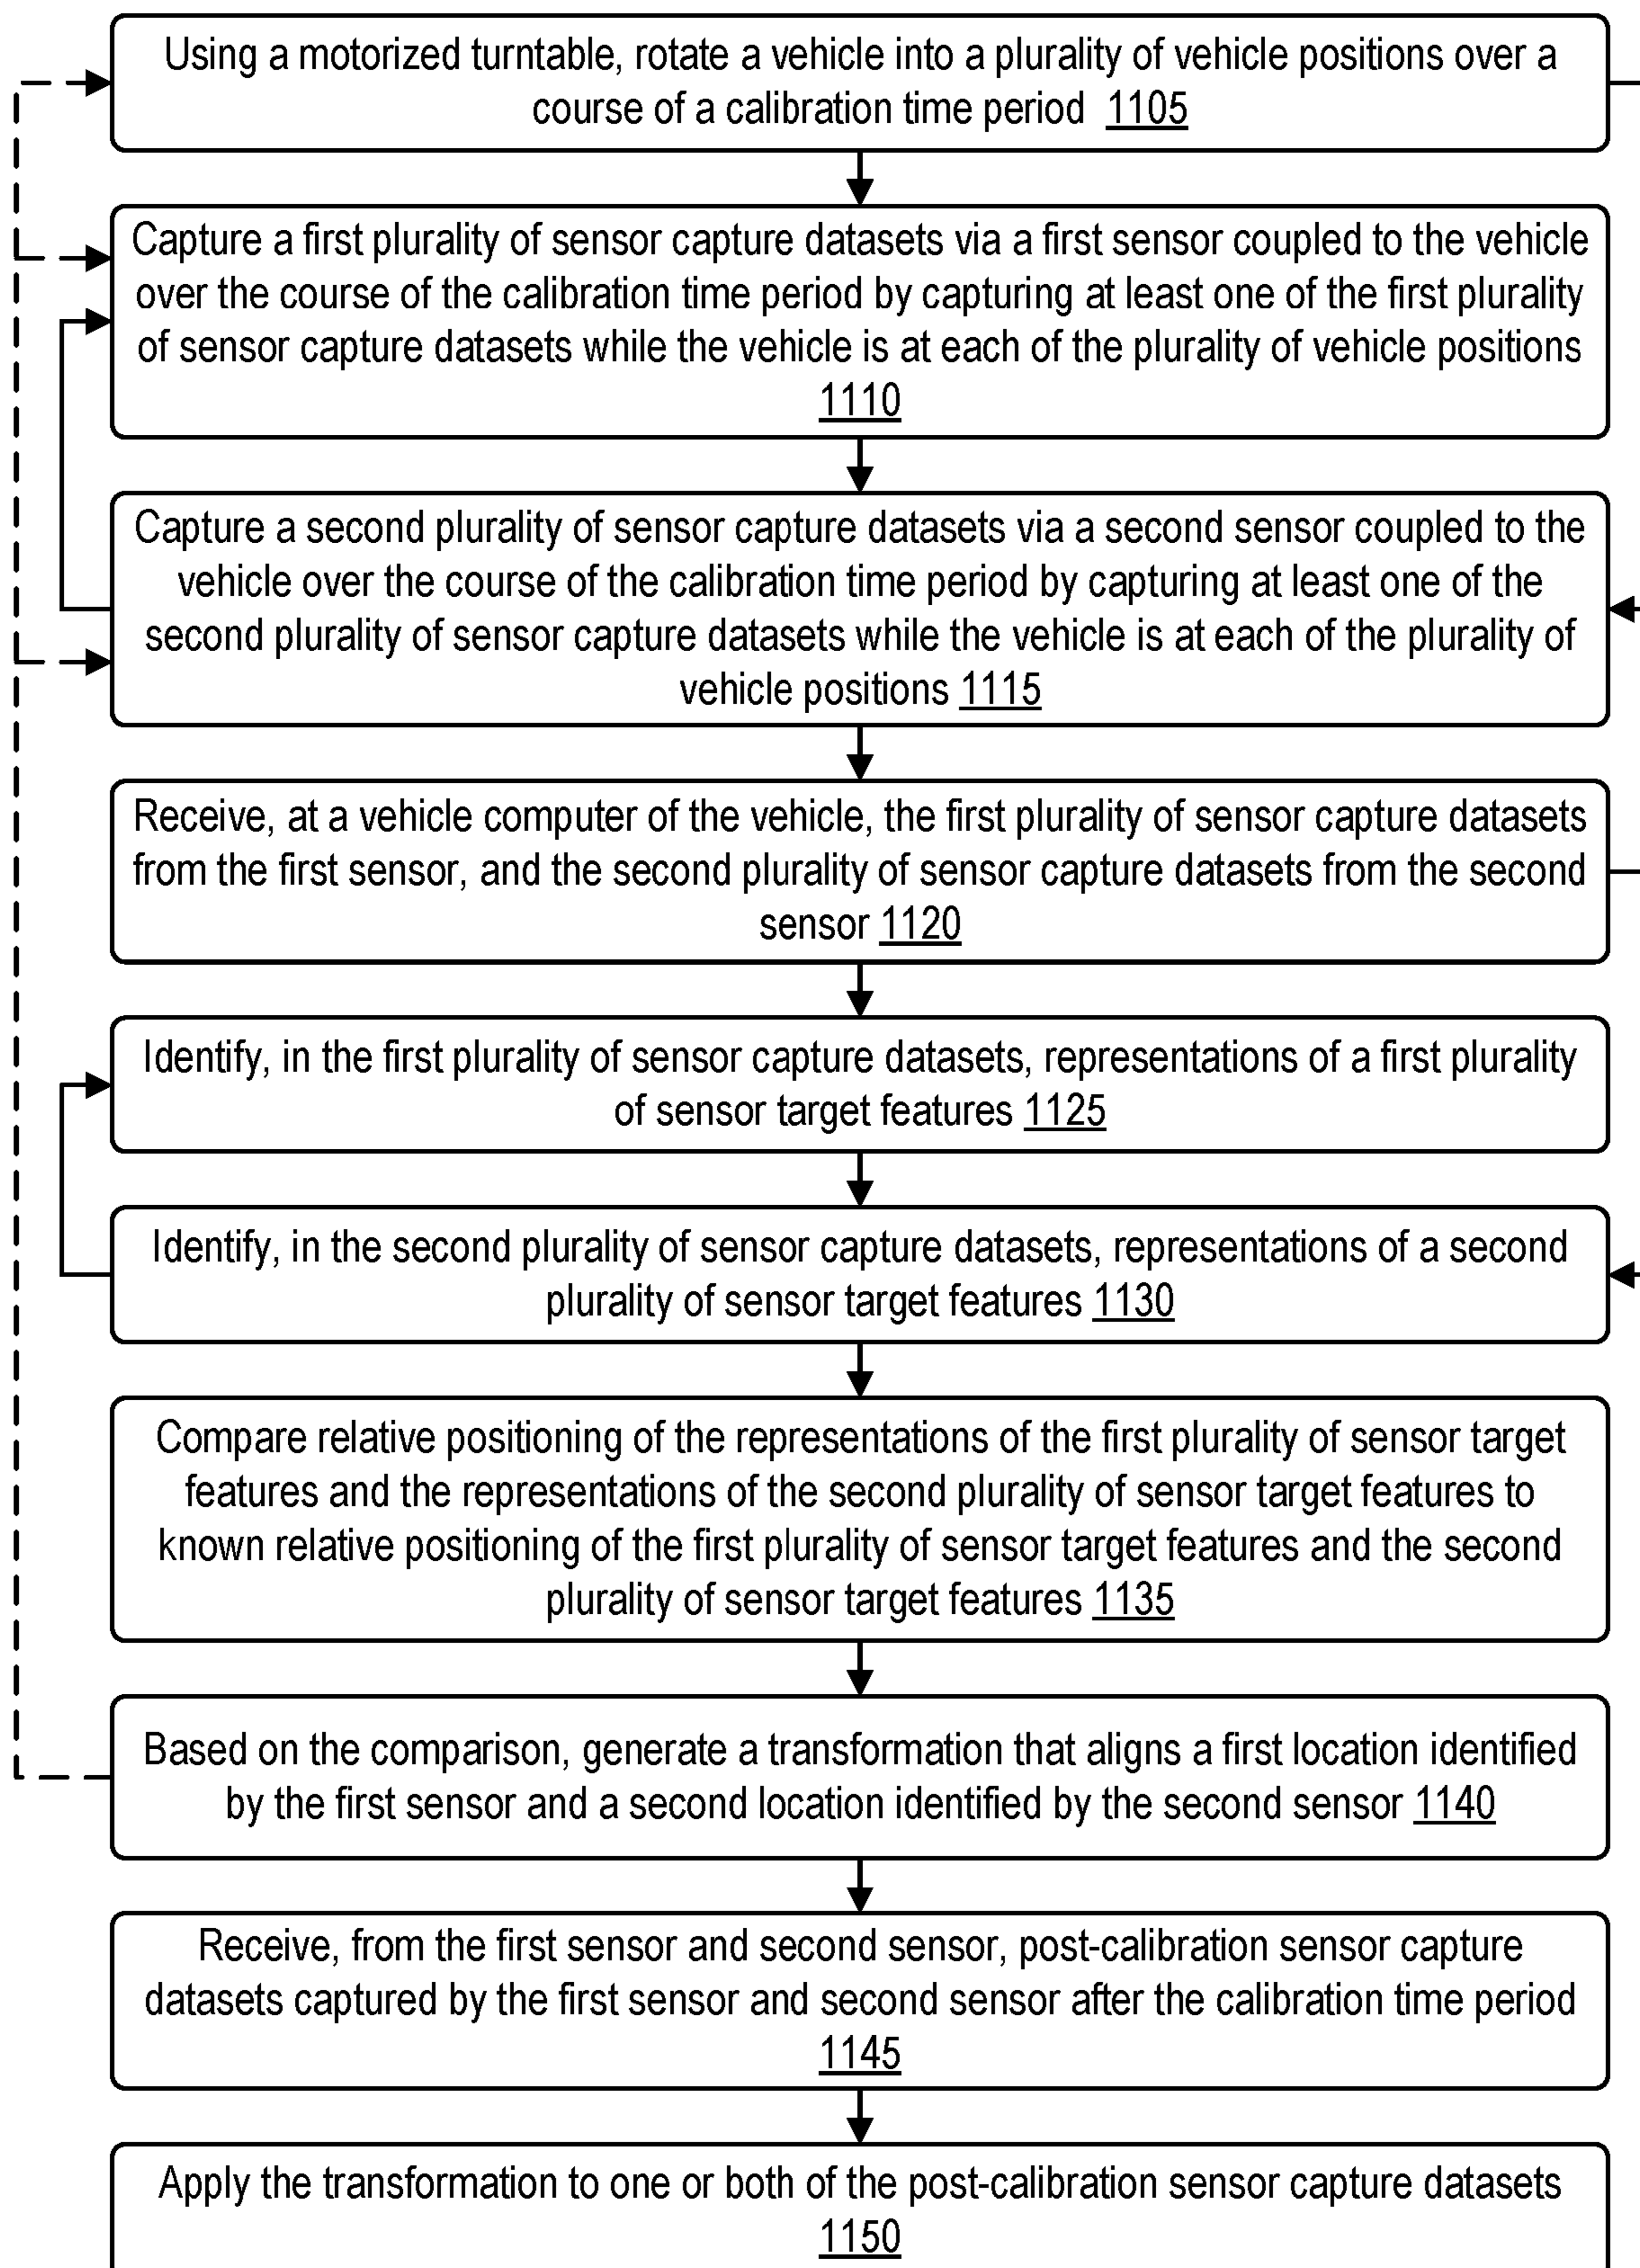 Using a motorized turntable, rotate a vehicle into a plurality of vehicle positions over a
course of a calibration time period 1105
Capture a first plurality of sensor capture datasets via a first sensor coupled to the vehicle
over the course of the calibration time period by capturing at least one of the first plurality
of sensor capture datasets while the vehicle is at each of the plurality of vehicle positions
1110
Capture a second plurality of sensor capture datasets via a second sensor coupled to the
vehicle over the course of the calibration time period by capturing at least one of the
second plurality of sensor capture datasets while the vehicle is at each of the plurality of
vehicle positions 1115
Receive, at a vehicle computer of the vehicle, the first plurality of sensor capture datasets
from the first sensor, and the second plurality of sensor capture datasets from the second
sensor 1120
Identify, in the first plurality of sensor capture datasets, representations of a first plurality
of sensor target features 1125
Identify, in the second plurality of sensor capture datasets, representations of a second
plurality of sensor target features 1130
Compare relative positioning of the representations of the first plurality of sensor target
features and the representations of the second plurality of sensor target features to
known relative positioning of the first plurality of sensor target features and the second
plurality of sensor target features 1135
Based on the comparison, generate a transformation that aligns a first location identified
by the first sensor and a second location identified by the second sensor 1140
Receive, from the first sensor and second sensor, post-calibration sensor capture
datasets captured by the first sensor and second sensor after the calibration time period
1145
Apply the transformation to one or both of the post-calibration sensor capture datasets
1150